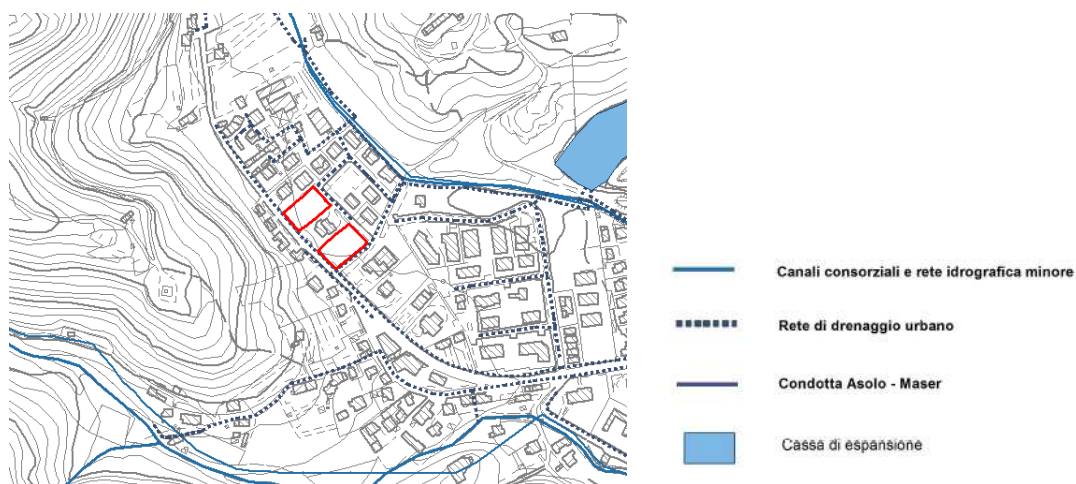 Canali consorziali e rete idrografica minore
Rete di drenaggio urbano
Condotta Asolo - Maser
Cassa di espansione